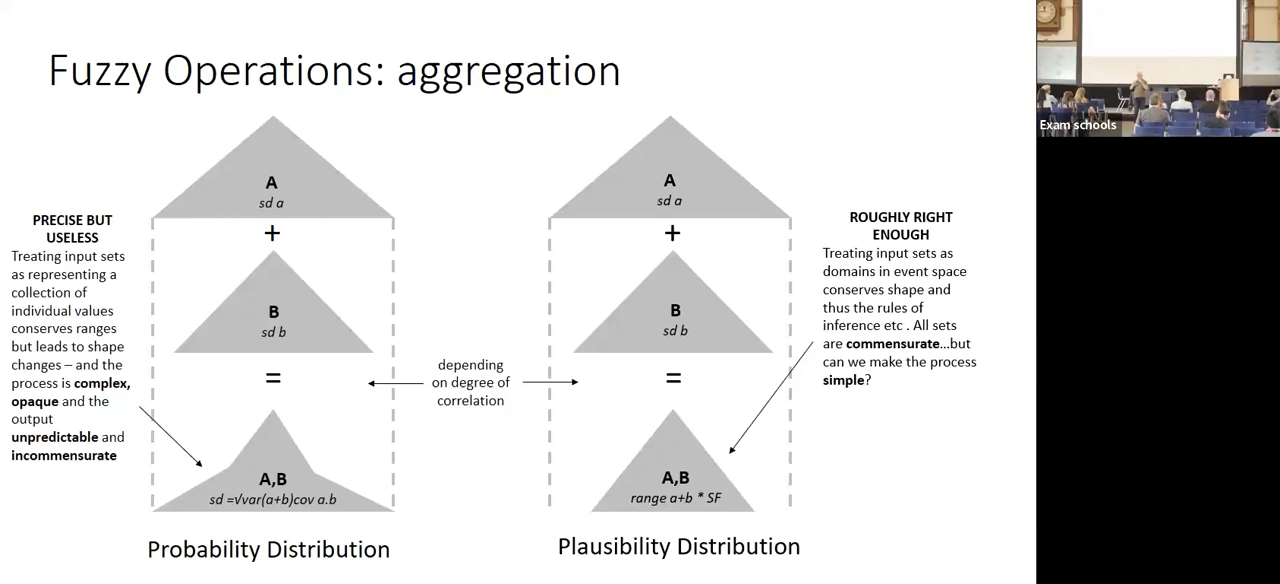 Fuzzy Operations: aggregation
A
sd a
+
B
sd b
=
A,B
sd =√var(a+b)cov a.b
Probability Distribution
PRECISE BUT
USELESS
Treating input sets
as representing a
collection of
individual values
conserves ranges
but leads to shape
changes – and the
process is complex,
opaque and the
output
unpredictable and
incommensurate
depending
on degree of
correlation
A
sd a
+
B
sd b
=
A,B
range a+b * SF
Plausibility Distribution
ROUGHLY RIGHT
ENOUGH
Treating input sets as
domains in event space
conserves shape and
thus the rules of
inference etc . All sets
are commensurate...but
can we make the process
simple?
Exam schools